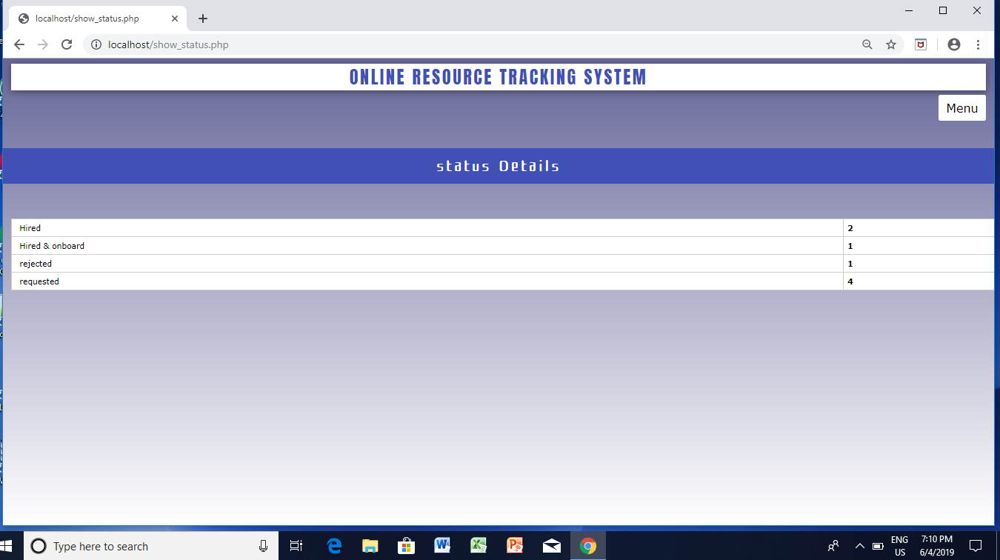 localhost/show_status.php
localhost/show_status.php
ONLINE RESOURCE TRACKING SYSTEM
Menu
status Details
Hired 2
Hired & onboard 1
rejected 1
requested 4
Type here to search
ENG 7:10 PM
US 6/4/2019